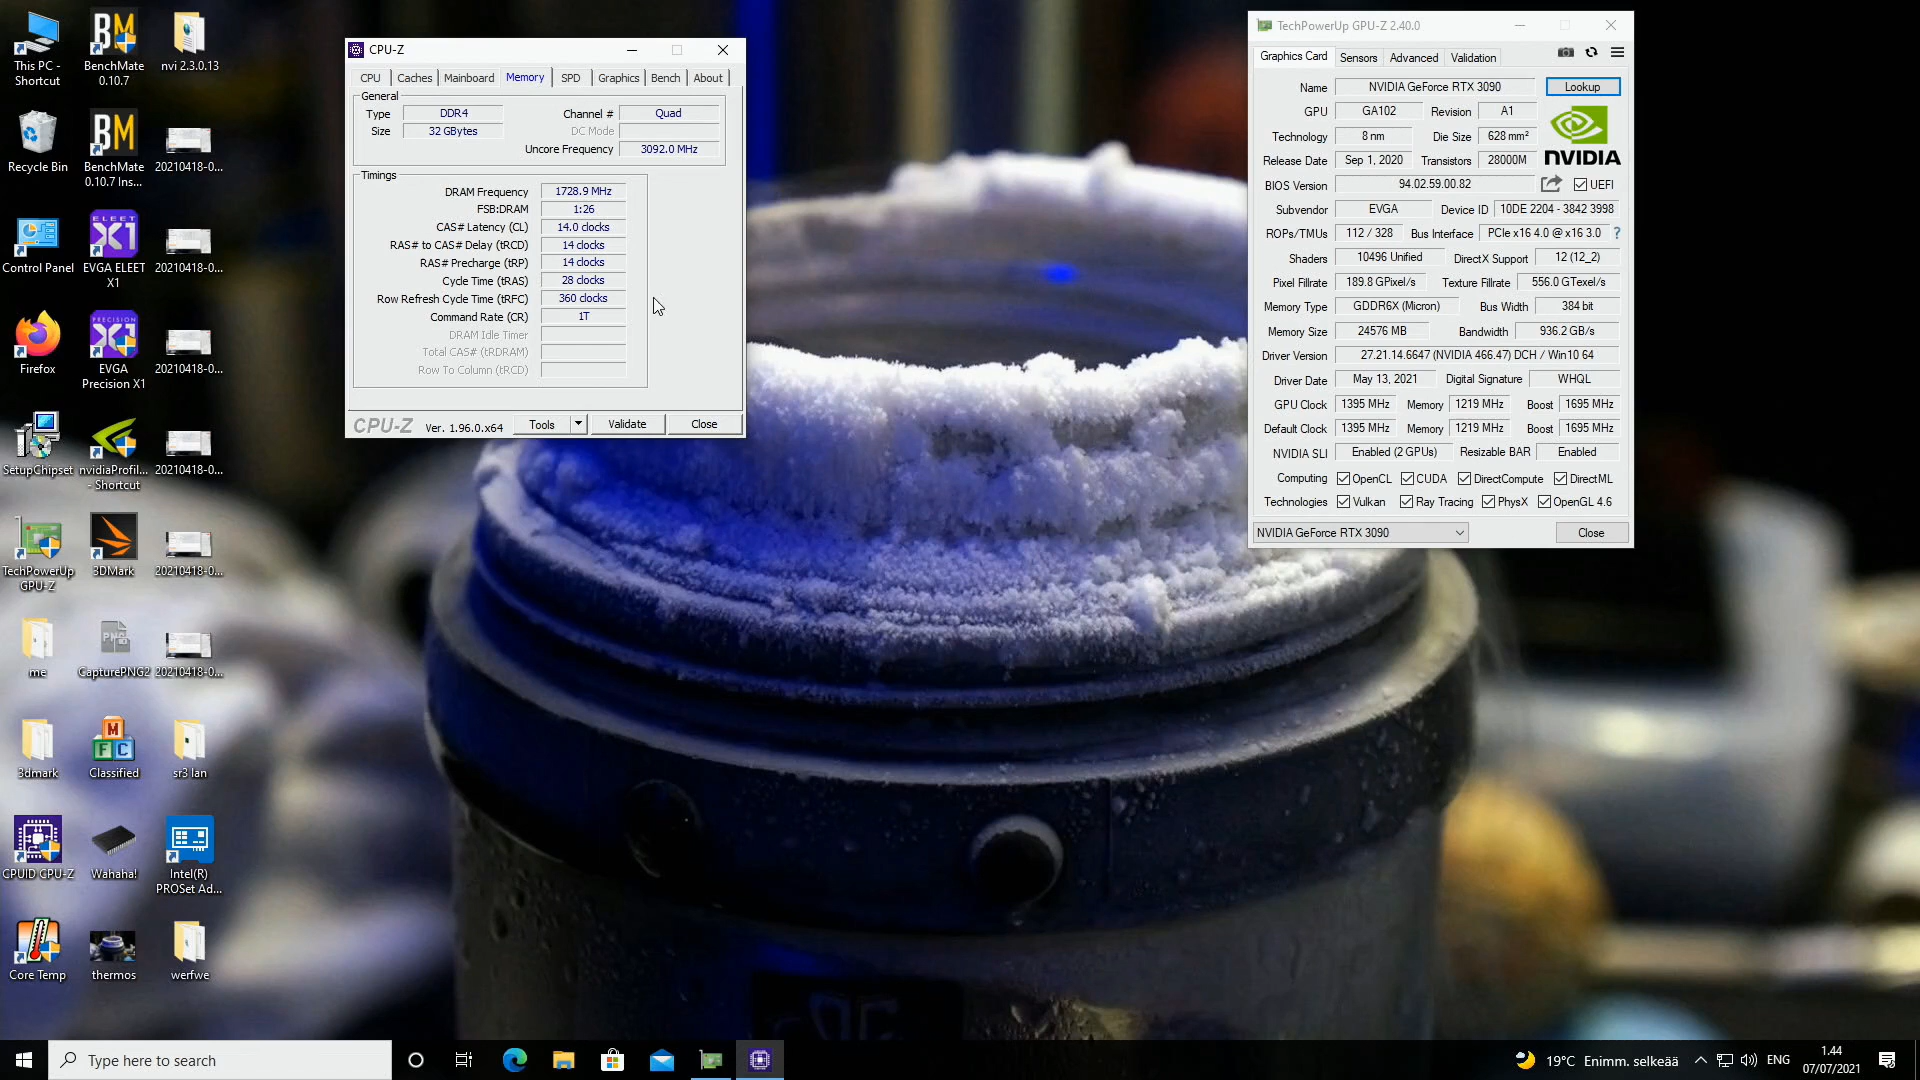 This PC -
Shortcut
BenchMate
0.10.7
nvi 2.3.0.13
Recycle Bin
BenchMate
0.10.7 Ins...
20210418-0...
Control Panel
EVGA ELEET
X1
20210418-0...
Firefox
EVGA
Precision X1
20210418-0...
SetupChipset
nvidiaProfil...
- Shortcut
20210418-0...
TechPowerUp
GPU-Z
3DMark
20210418-0...
me
CapturePNG2
20210418-0...
3dmark
Classified
sr3 lan
CPUID CPU-Z
Wahaha!
Intel(R)
PROSet Ad...
Core Temp
thermos
werfwe
CPU-Z
CPU Caches Mainboard Memory SPD Graphics Bench About
General
Type DDR4 Channel # Quad
Size 32 GBytes DC Mode
Uncore Frequency 3092.0 MHz
Timings
DRAM Frequency 1728.9 MHz
FSB:DRAM 1:26
CAS# Latency (CL) 14.0 clocks
RAS# to CAS# Delay (tRCD) 14 clocks
RAS# Precharge (tRP) 14 clocks
Cycle Time (tRAS) 28 clocks
Row Refresh Cycle Time (tRFC) 360 clocks
Command Rate (CR) 1T
DRAM Idle Timer
Total CAS# (tRDRAM)
Row To Column (tRCD)
CPU-Z Ver. 1.96.0.x64 Tools Validate Close
TechPowerUp GPU-Z 2.40.0
Graphics Card Sensors Advanced Validation
Name NVIDIA GeForce RTX 3090 Lookup
GPU GA102 Revision A1
Technology 8 nm Die Size 628 mm²
NVIDIA
Release Date Sep 1, 2020 Transistors 28000M
BIOS Version 94.02.59.00.82 UEFI
Subvendor EVGA Device ID 10DE 2204 - 3842 3998
ROPs/TMUs 112 / 328 Bus Interface PCIe x16 4.0 @ x16 3.0 ?
Shaders 10496 Unified DirectX Support 12 (12_2)
Pixel Fillrate 189.8 GPixel/s Texture Fillrate 556.0 GTexel/s
Memory Type GDDR6X (Micron) Bus Width 384 bit
Memory Size 24576 MB Bandwidth 936.2 GB/s
Driver Version 27.21.14.6647 (NVIDIA 466.47) DCH / Win10 64
Driver Date May 13, 2021 Digital Signature WHQL
GPU Clock 1395 MHz Memory 1219 MHz Boost 1695 MHz
Default Clock 1395 MHz Memory 1219 MHz Boost 1695 MHz
NVIDIA SLI Enabled (2 GPUs) Resizable BAR Enabled
Computing OpenCL CUDA DirectCompute DirectML
Technologies Vulkan Ray Tracing PhysX OpenGL 4.6
NVIDIA GeForce RTX 3090 Close
Type here to search
19°C Enimm. selkeää ENG
1.44
07/07/2021